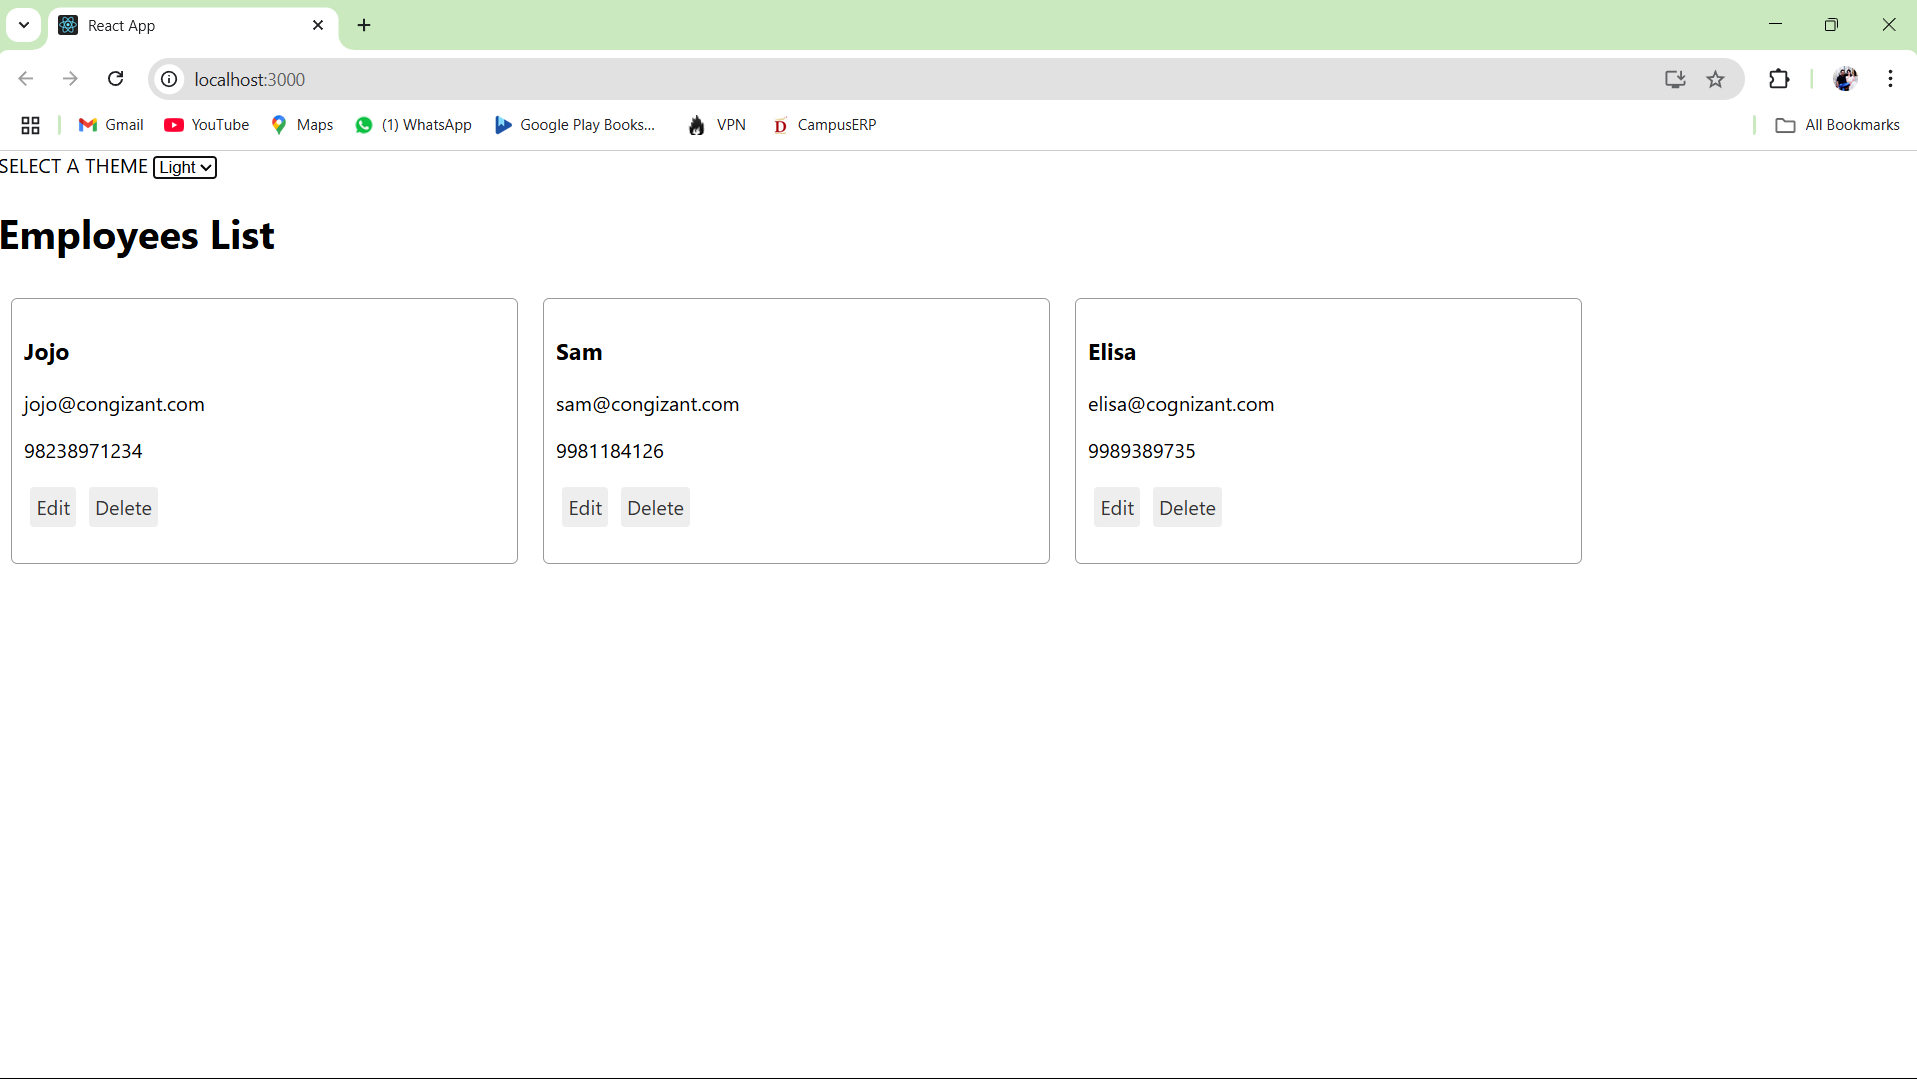 React App
localhost:3000
Gmail YouTube Maps (1) WhatsApp Google Play Books... VPN CampusERP All Bookmarks
SELECT A THEME Light
Employees List
Jojo
jojo@congizant.com
98238971234
Edit Delete
Sam
sam@congizant.com
9981184126
Edit Delete
Elisa
elisa@cognizant.com
9989389735
Edit Delete